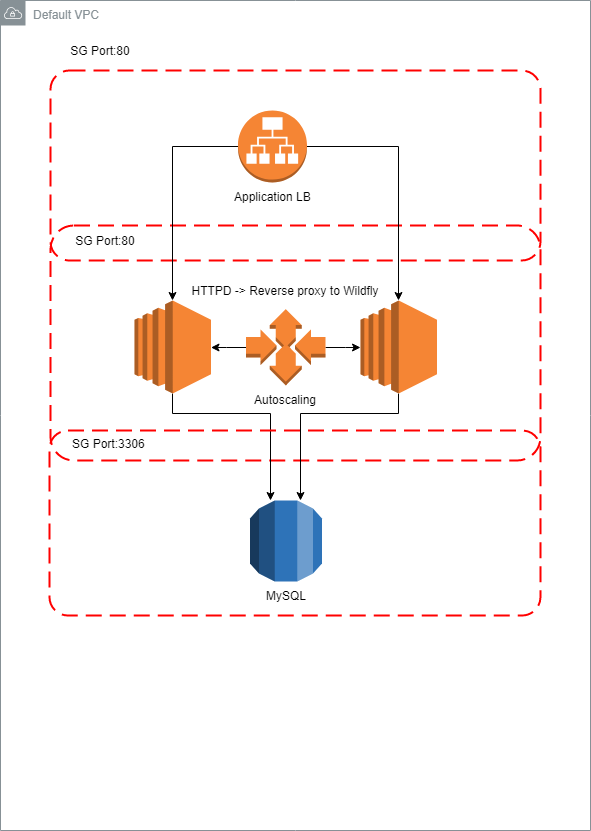 Default VPC
SG Port:80
Application LB
SG Port:80
HTTPD -> Reverse proxy to Wildfly
Autoscaling
SG Port:3306
MySQL